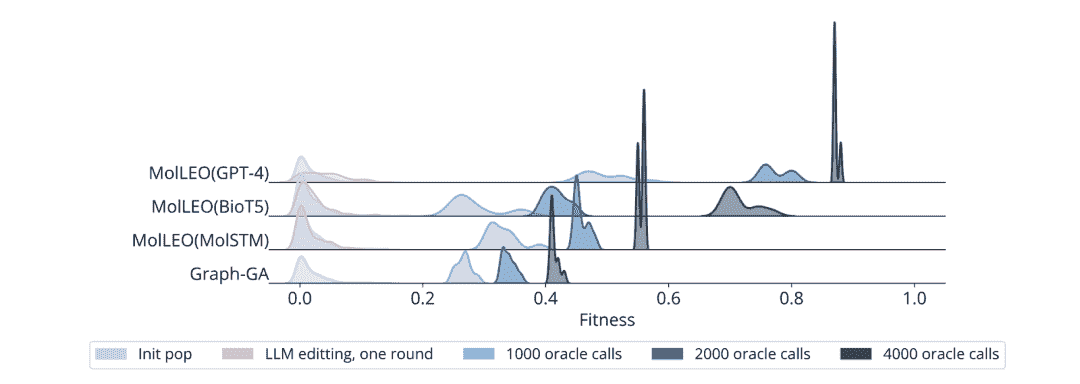 MolLEO(GPT-4)
MolLEO(BioT5)
MolLEO(MolSTM)
Graph-GA
0.0 0.2 0.4 0.6 0.8 1.0
Fitness
Init pop LLM editting, one round 1000 oracle calls 2000 oracle calls 4000 oracle calls